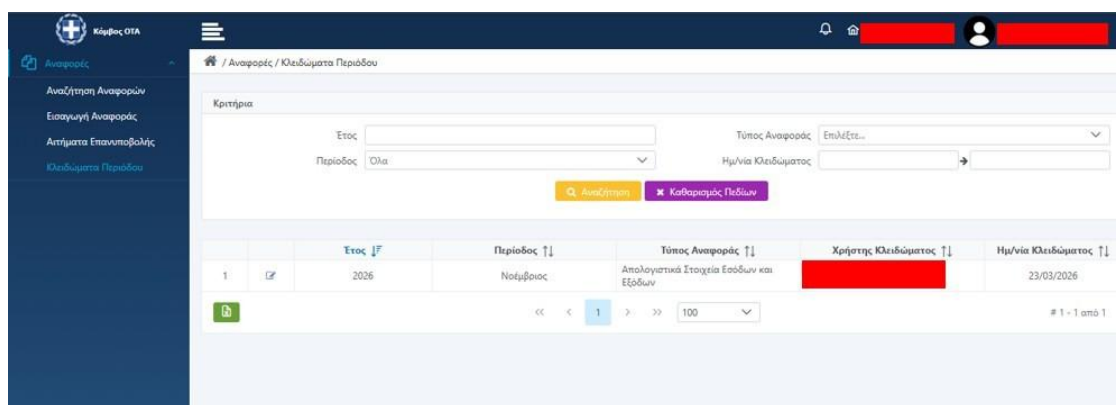 Κόμβος ΟΤΑ
Αναφορές
/ Αναφορές / Κλειδώματα Περιόδου
Αναζήτηση Αναφορών
Εισαγωγή Αναφοράς
Αιτήματα Επανυποβολής
Κλειδώματα Περιόδου
Κριτήρια
Έτος
Τύπος Αναφοράς Επιλέξτε...
Περίοδος Όλα
Ημ/νία Κλειδώματος
Αναζήτηση
Καθαρισμός Πεδίων
Έτος Περίοδος Τύπος Αναφοράς Χρήστης Κλειδώματος Ημ/νία Κλειδώματος
1 2026 Νοέμβριος Απολογιστικά Στοιχεία Εσόδων και Εξόδων 23/03/2026
<< < 1 > >> 100
# 1 - 1 από 1